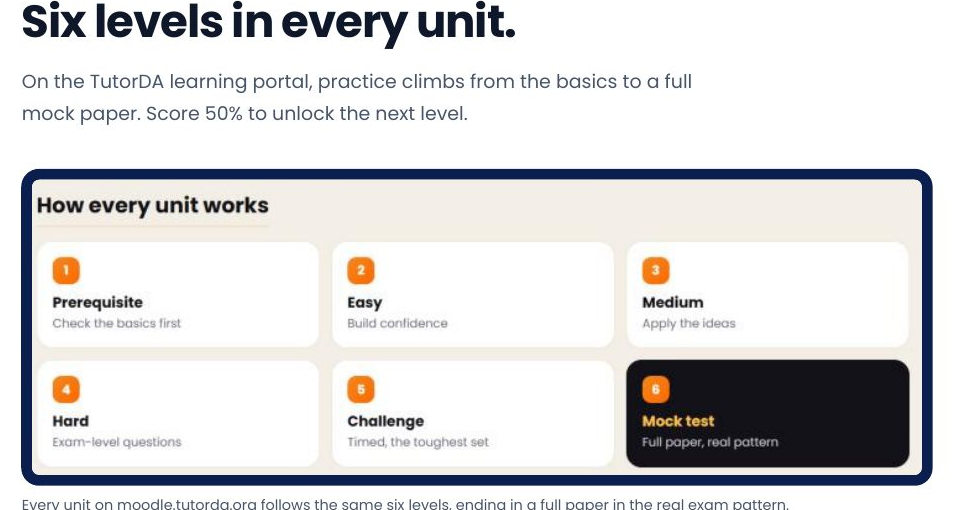 Six levels in every unit.
On the TutorDA learning portal, practice climbs from the basics to a full
mock paper. Score 50% to unlock the next level.
How every unit works
1
Prerequisite
Check the basics first
2
Easy
Build confidence
3
Medium
Apply the ideas
4
Hard
Exam-level questions
5
Challenge
Timed, the toughest set
6
Mock test
Full paper, real pattern
Every unit on moodle.tutorda.org follows the same six levels, ending in a full paper in the real exam pattern.